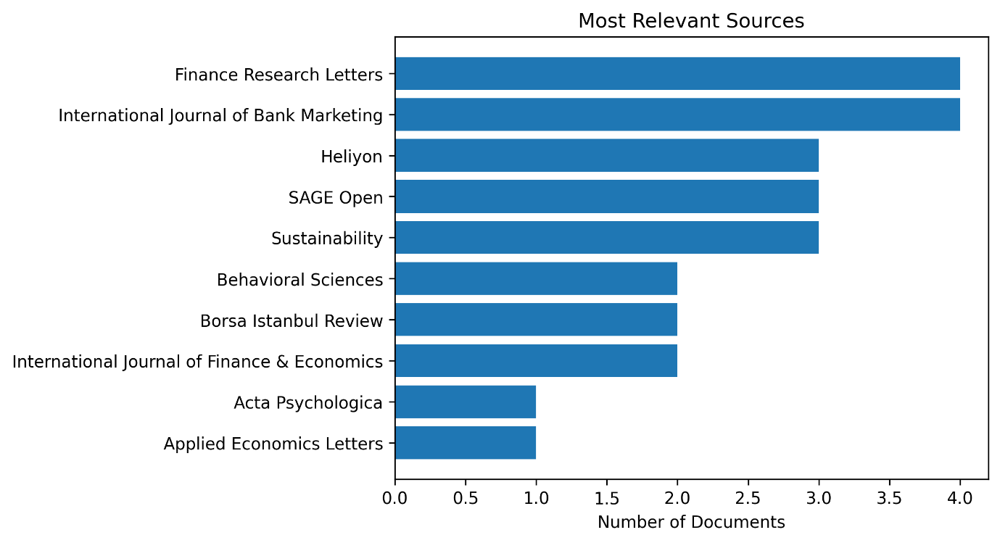 Most Relevant Sources
Finance Research Letters
International Journal of Bank Marketing
Heliyon
SAGE Open
Sustainability
Behavioral Sciences
Borsa Istanbul Review
International Journal of Finance & Economics
Acta Psychologica
Applied Economics Letters
0.0 0.5 1.0 1.5 2.0 2.5 3.0 3.5 4.0
Number of Documents